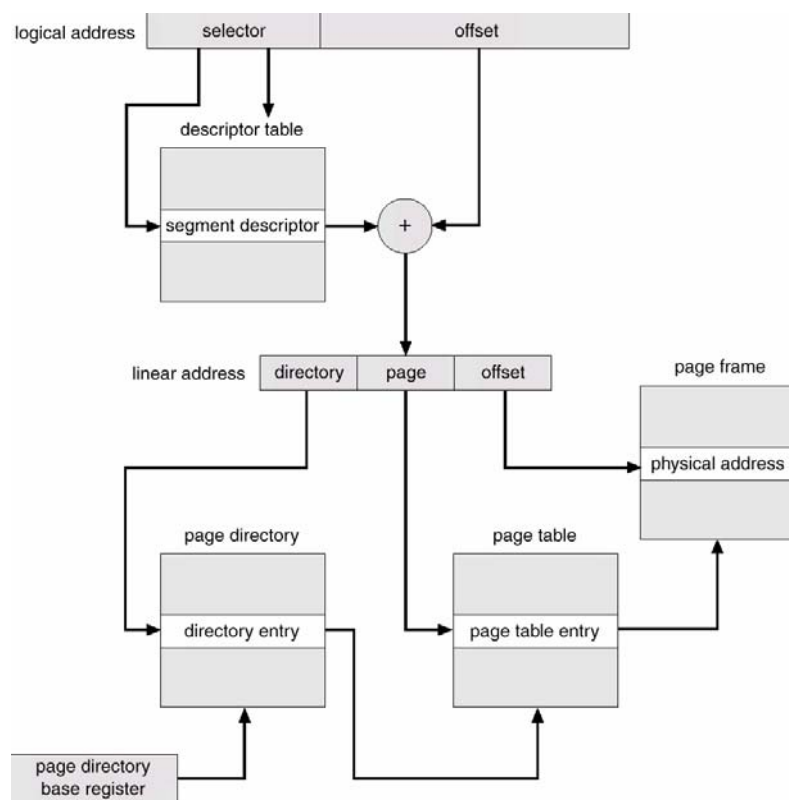 logical address
selector
offset
descriptor table
segment descriptor
+
linear address
directory
page
offset
page frame
physical address
page directory
page table
directory entry
page table entry
page directory
base register